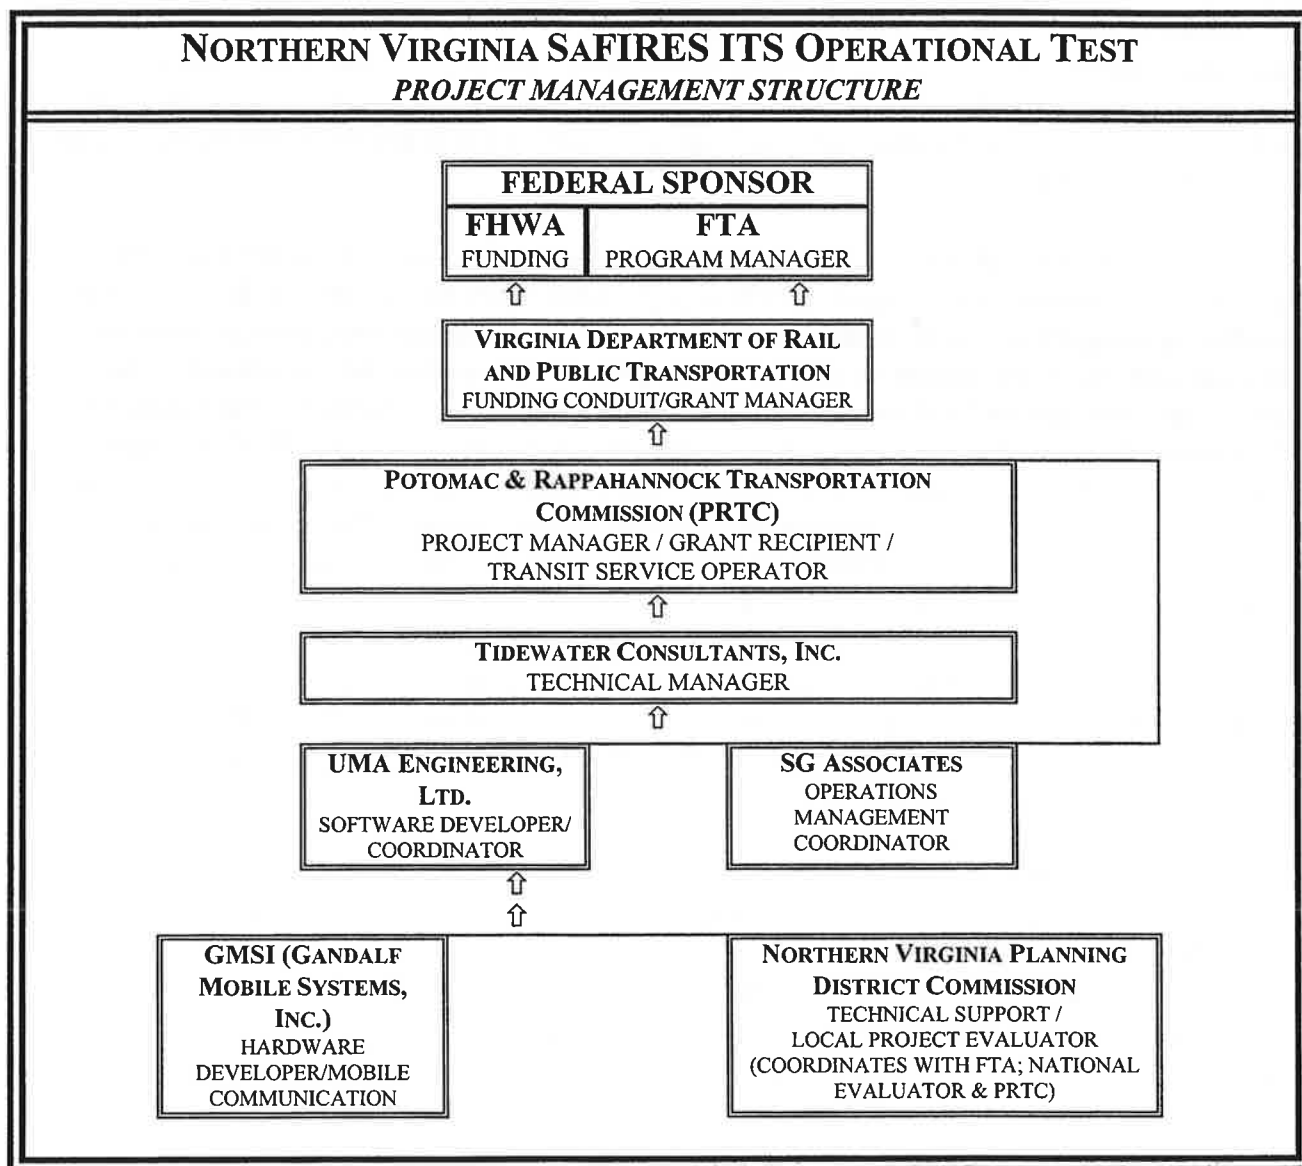 NORTHERN VIRGINIA SaFIRES ITS OPERATIONAL TEST
PROJECT MANAGEMENT STRUCTURE
FEDERAL SPONSOR
FHWA
FUNDING
FTA
PROGRAM MANAGER
VIRGINIA DEPARTMENT OF RAIL
AND PUBLIC TRANSPORTATION
FUNDING CONDUIT/GRANT MANAGER
POTOMAC & RAPPAHANNOCK TRANSPORTATION
COMMISSION (PRTC)
PROJECT MANAGER / GRANT RECIPIENT /
TRANSIT SERVICE OPERATOR
TIDEWATER CONSULTANTS, INC.
TECHNICAL MANAGER
UMA ENGINEERING,
LTD.
SOFTWARE DEVELOPER/
COORDINATOR
SG ASSOCIATES
OPERATIONS
MANAGEMENT
COORDINATOR
GMSI (GANDALF
MOBILE SYSTEMS,
INC.)
HARDWARE
DEVELOPER/MOBILE
COMMUNICATION
NORTHERN VIRGINIA PLANNING
DISTRICT COMMISSION
TECHNICAL SUPPORT /
LOCAL PROJECT EVALUATOR
(COORDINATES WITH FTA; NATIONAL
EVALUATOR & PRTC)